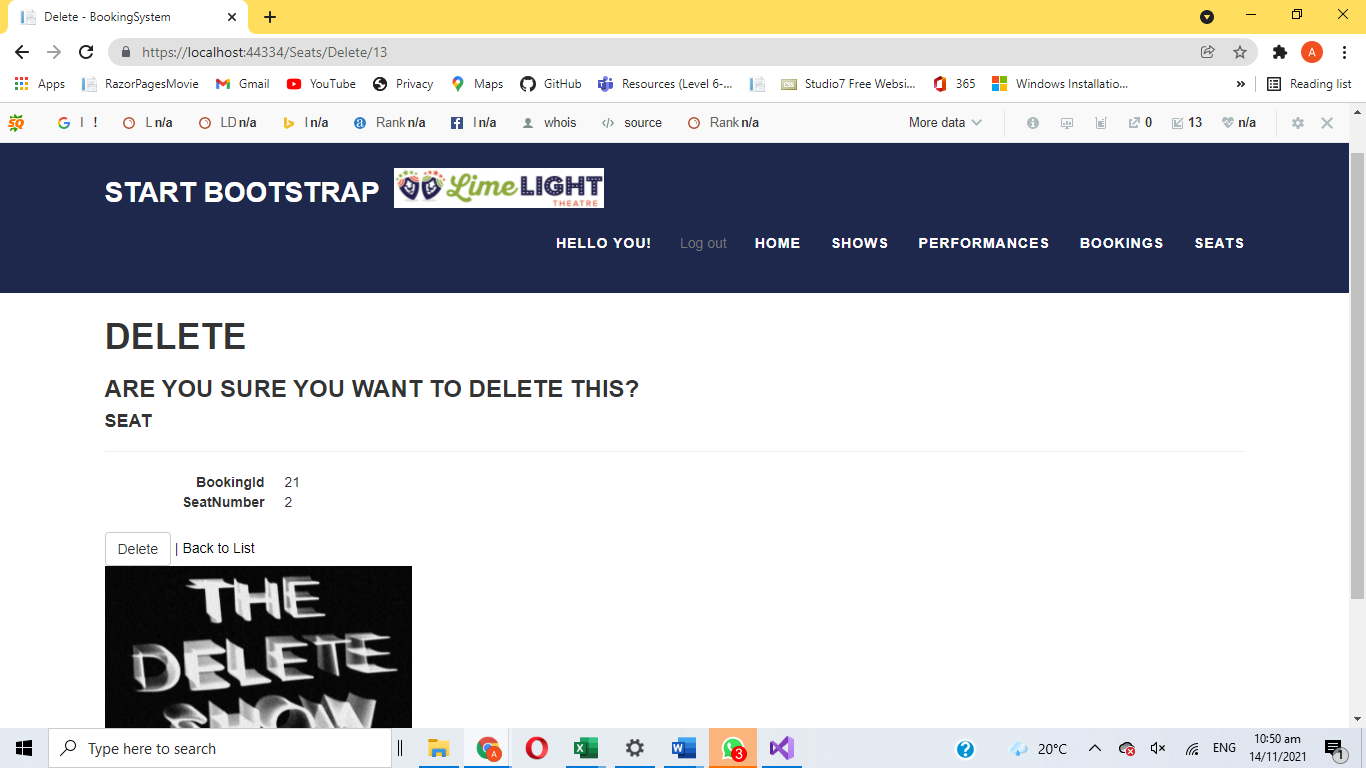 Delete - BookingSystem
https://localhost:44334/Seats/Delete/13
A
Apps RazorPagesMovie Gmail YouTube Privacy Maps GitHub Resources (Level 6-... Studio7 Free Websi... 365 Windows Installatio... » Reading list
SQ I ! L n/a LD n/a I n/a Rank n/a I n/a whois source Rank n/a More data 0 13 n/a
START BOOTSTRAP LimeLIGHT
THEATRE
HELLO YOU! Log out HOME SHOWS PERFORMANCES BOOKINGS SEATS
DELETE
ARE YOU SURE YOU WANT TO DELETE THIS?
SEAT
BookingId 21
SeatNumber 2
Delete | Back to List
THE
DELETE
SHOW
Type here to search 3 20°C ENG 10:50 am
14/11/2021 1